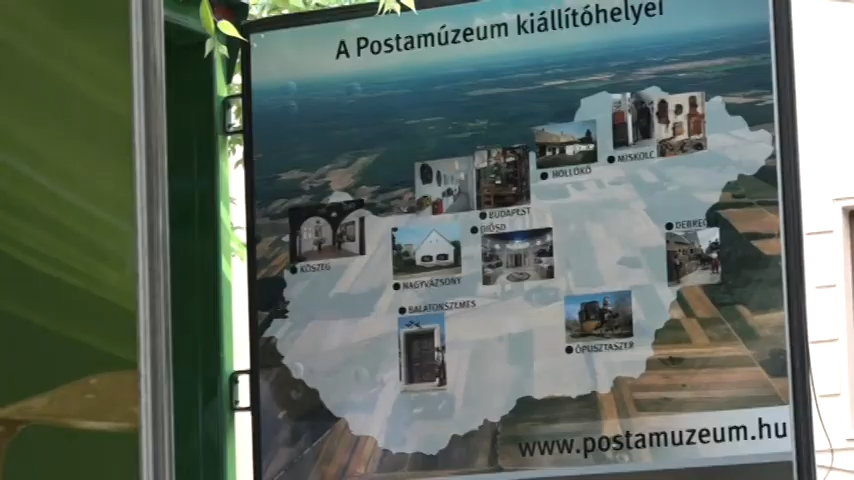 A Postamúzeum kiállítóhelyei
MISKOLC
HOLLÓKŐ
BUDAPEST
DIÓSD
DEBREC
KŐSZEG
NAGYVÁZSONY
BALATONSZEMES
ÓPUSZTASZER
www.postamuzeum.hu